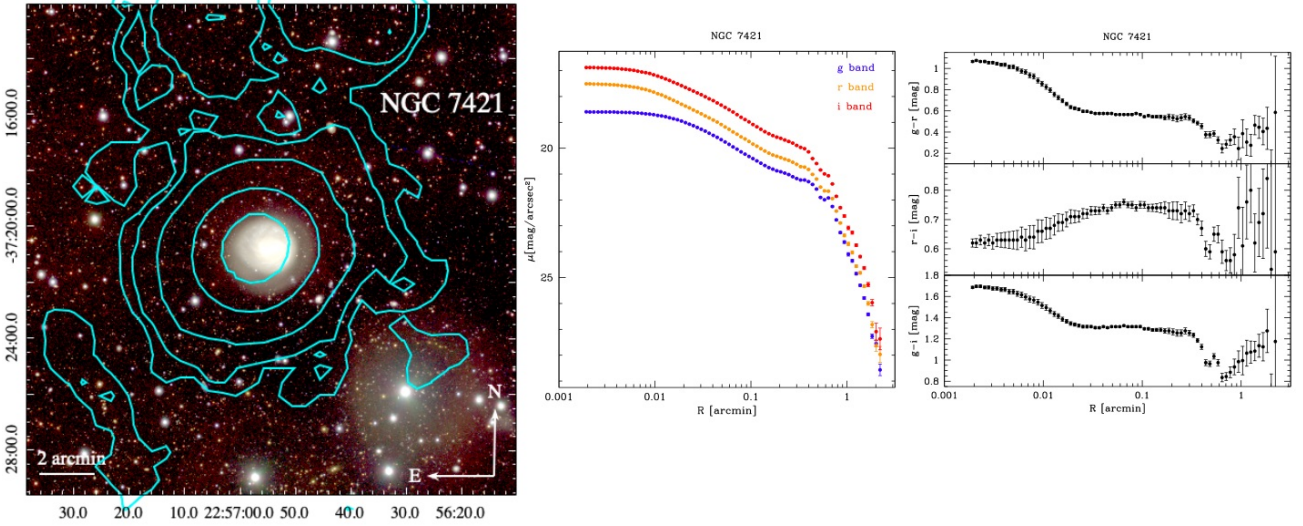 NGC 7421
16:00.0
-37:20:00.0
24:00.0
28:00.0
2 arcmin
N
E
30.0 20.0 10.0 22:57:00.0 50.0 40.0 30.0 56:20.0
NGC 7421
g band
r band
i band
μ[mag/arcsec²]
20
25
0.001 0.01 0.1 1
R [arcmin]
NGC 7421
g-r [mag]
1
0.8
0.6
0.4
0.2
r-i [mag]
0.8
0.7
0.6
g-i [mag]
1.8
1.6
1.4
1.2
1
0.8
0.001 0.01 0.1 1
R [arcmin]